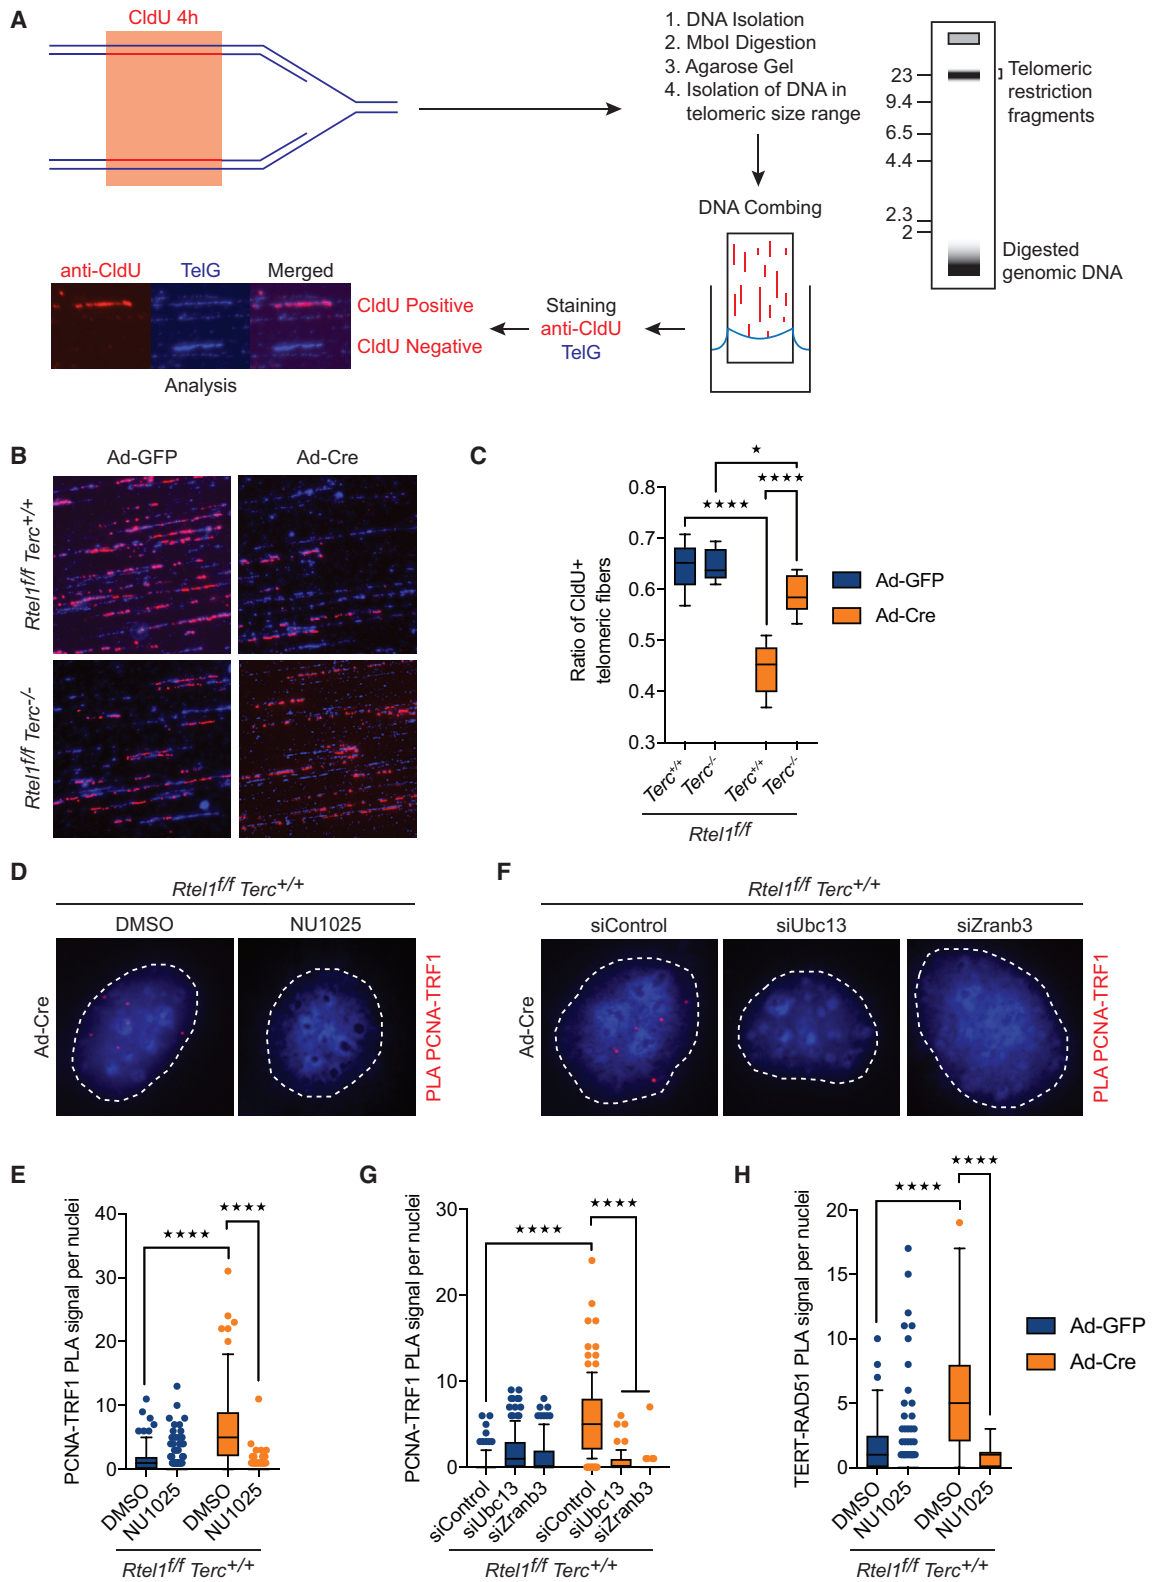 A
CldU 4h
1. DNA Isolation
2. MboI Digestion
3. Agarose Gel
4. Isolation of DNA in
telomeric size range
23
9.4
6.5
4.4
2.3
2
Telomeric
restriction
fragments
Digested
genomic DNA
DNA Combing
Staining
anti-CldU
TelG
anti-CldU
TelG
Merged
CldU Positive
CldU Negative
Analysis
B
Ad-GFP
Ad-Cre
Rtel1f/f Terc+/+
Rtel1f/f Terc-/-
C
Ratio of CldU+
telomeric fibers
0.8
0.7
0.6
0.5
0.4
0.3
★
★★★★
★★★★
Terc+/+
Terc-/-
Terc+/+
Terc-/-
Rtel1f/f
Ad-GFP
Ad-Cre
D
Rtel1f/f Terc+/+
DMSO
NU1025
Ad-Cre
PLA PCNA-TRF1
F
Rtel1f/f Terc+/+
siControl
siUbc13
siZranb3
Ad-Cre
PLA PCNA-TRF1
E
PCNA-TRF1 PLA signal per nuclei
40
30
20
10
0
★★★★
★★★★
DMSO
NU1025
DMSO
NU1025
Rtel1f/f Terc+/+
G
PCNA-TRF1 PLA signal per nuclei
30
20
10
0
★★★★
★★★★
siControl
siUbc13
siZranb3
siControl
siUbc13
siZranb3
Rtel1f/f Terc+/+
H
TERT-RAD51 PLA signal per nuclei
20
15
10
5
0
★★★★
★★★★
DMSO
NU1025
DMSO
NU1025
Rtel1f/f Terc+/+
Ad-GFP
Ad-Cre